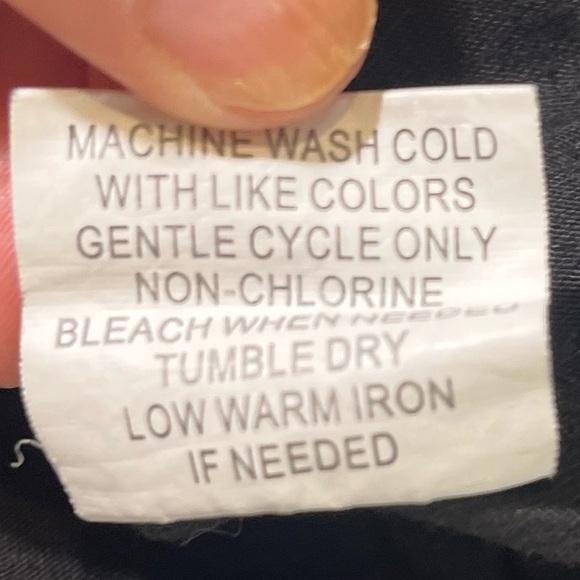 MACHINE WASH COLD
WITH LIKE COLORS
GENTLE CYCLE ONLY
NON-CHLORINE
BLEACH WHEN NEEDED
TUMBLE DRY
LOW WARM IRON
IF NEEDED